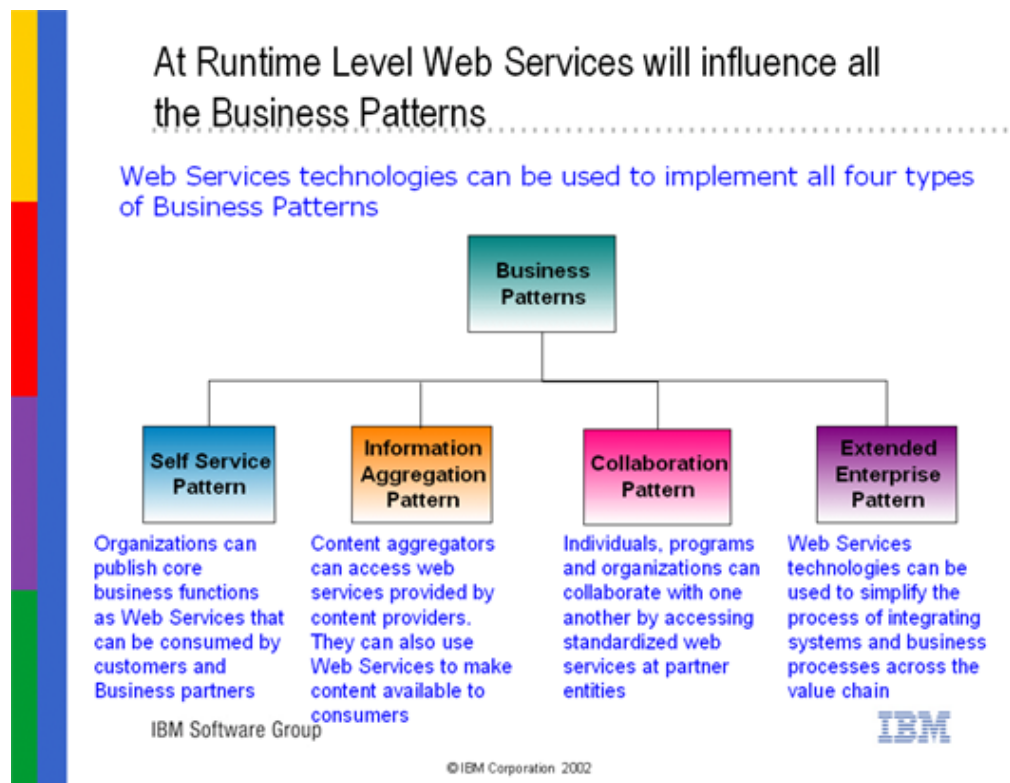 At Runtime Level Web Services will influence all
the Business Patterns
Web Services technologies can be used to implement all four types
of Business Patterns
Business
Patterns
Self Service
Pattern
Organizations can
publish core
business functions
as Web Services that
can be consumed by
customers and
Business partners
Information
Aggregation
Pattern
Content aggregators
can access web
services provided by
content providers.
They can also use
Web Services to make
content available to
consumers
Collaboration
Pattern
Individuals, programs
and organizations can
collaborate with one
another by accessing
standardized web
services at partner
entities
Extended
Enterprise
Pattern
Web Services
technologies can be
used to simplify the
process of integrating
systems and business
processes across the
value chain
IBM Software Group
IBM
©IBM Corporation 2002